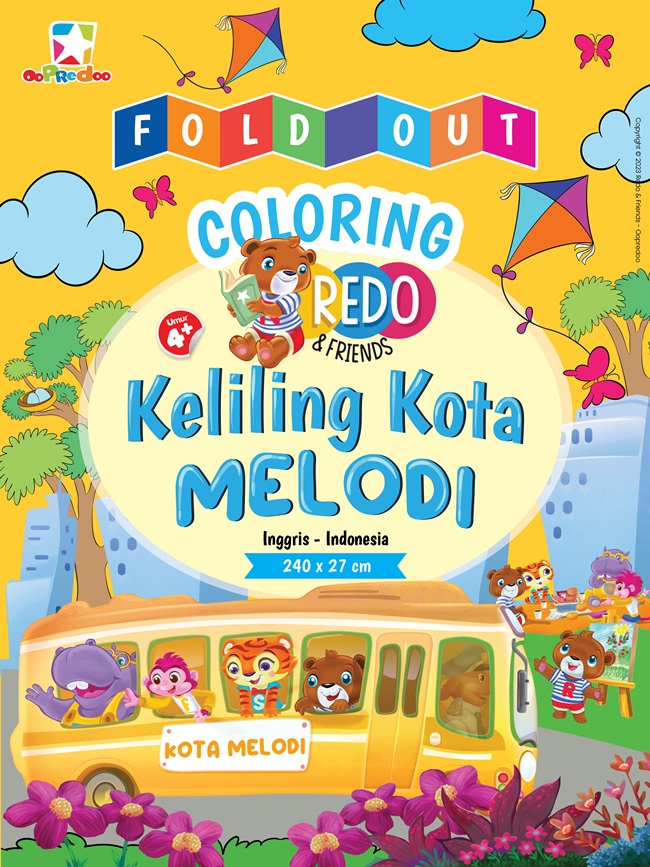 OoPRedoo
FOLD OUT
COLORING
REDO
& FRIENDS
Umur
4+
Keliling Kota
MELODI
Inggris - Indonesia
240 x 27 cm
KOTA MELODI
F
S
R
Copyright © 2023 Redo & Friends - Oopredoo